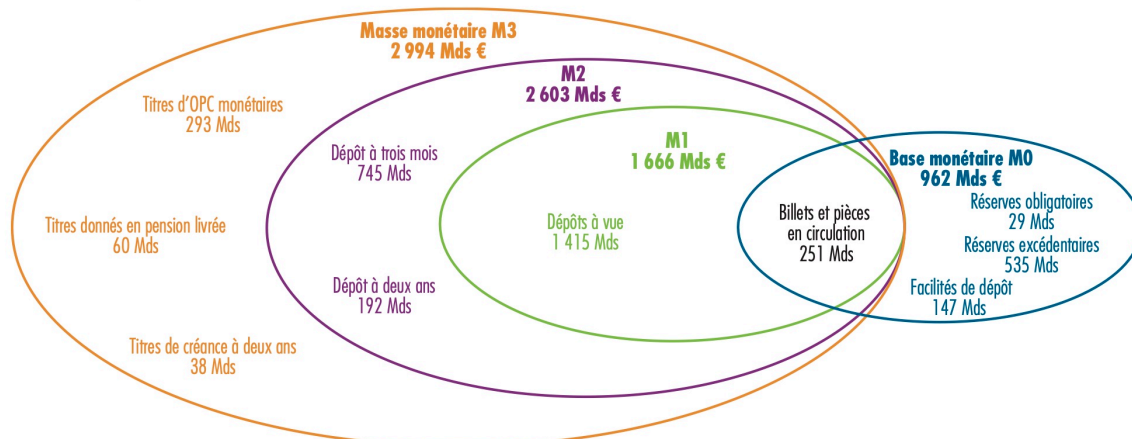 Masse monétaire M3
2 994 Mds €
M2
2 603 Mds €
Titres d'OPC monétaires
293 Mds
M1
1 666 Mds €
Dépôt à trois mois
745 Mds
Base monétaire M0
962 Mds €
Réserves obligatoires
29 Mds
Titres donnés en pension livrée
60 Mds
Dépôts à vue
1 415 Mds
Billets et pièces
en circulation
251 Mds
Réserves excédentaires
535 Mds
Dépôt à deux ans
192 Mds
Facilités de dépôt
147 Mds
Titres de créance à deux ans
38 Mds